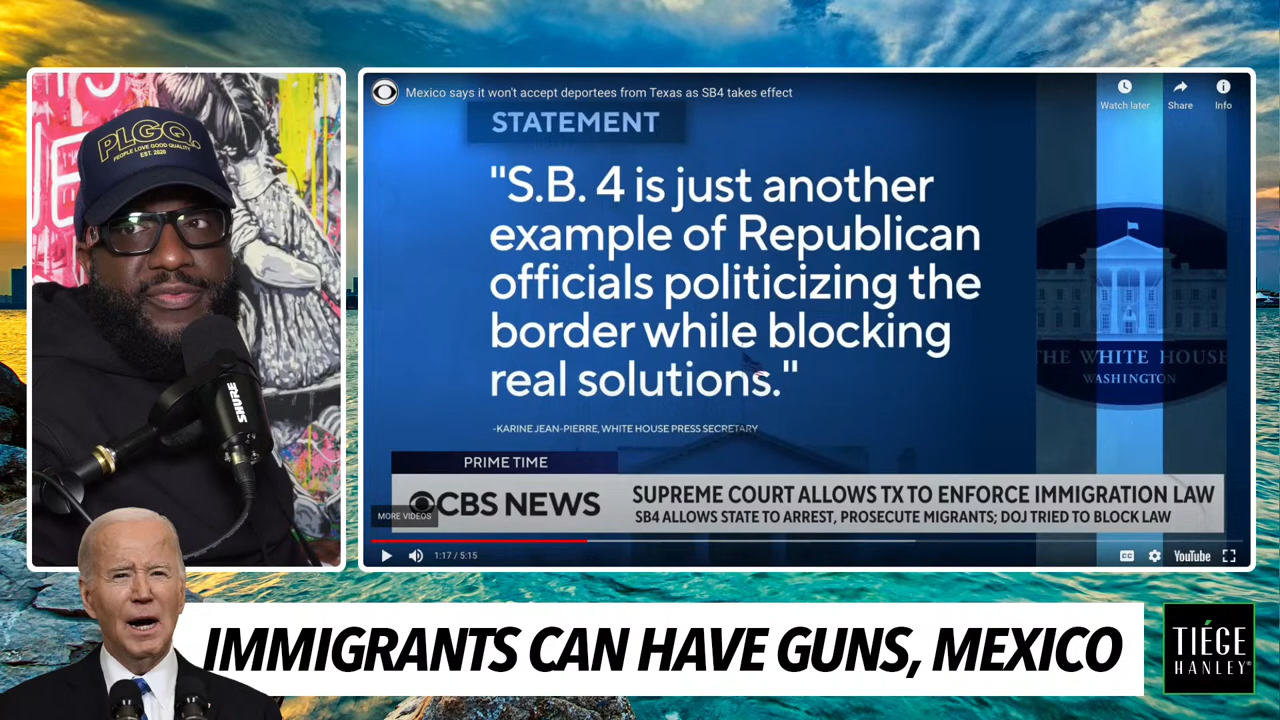 PLGQ.
PEOPLE LOVE GOOD QUALITY
EST. 2020
SHURE
Mexico says it won't accept deportees from Texas as SB4 takes effect
Watch later
Share
Info
STATEMENT
"S.B. 4 is just another
example of Republican
officials politicizing the
border while blocking
real solutions."
-KARINE JEAN-PIERRE, WHITE HOUSE PRESS SECRETARY
THE WHITE HOUSE
WASHINGTON
PRIME TIME
CBS NEWS
SUPREME COURT ALLOWS TX TO ENFORCE IMMIGRATION LAW
SB4 ALLOWS STATE TO ARREST, PROSECUTE MIGRANTS; DOJ TRIED TO BLOCK LAW
MORE VIDEOS
1:17 / 5:15
CC
YouTube
IMMIGRANTS CAN HAVE GUNS, MEXICO
TIÉGE
HANLEY®